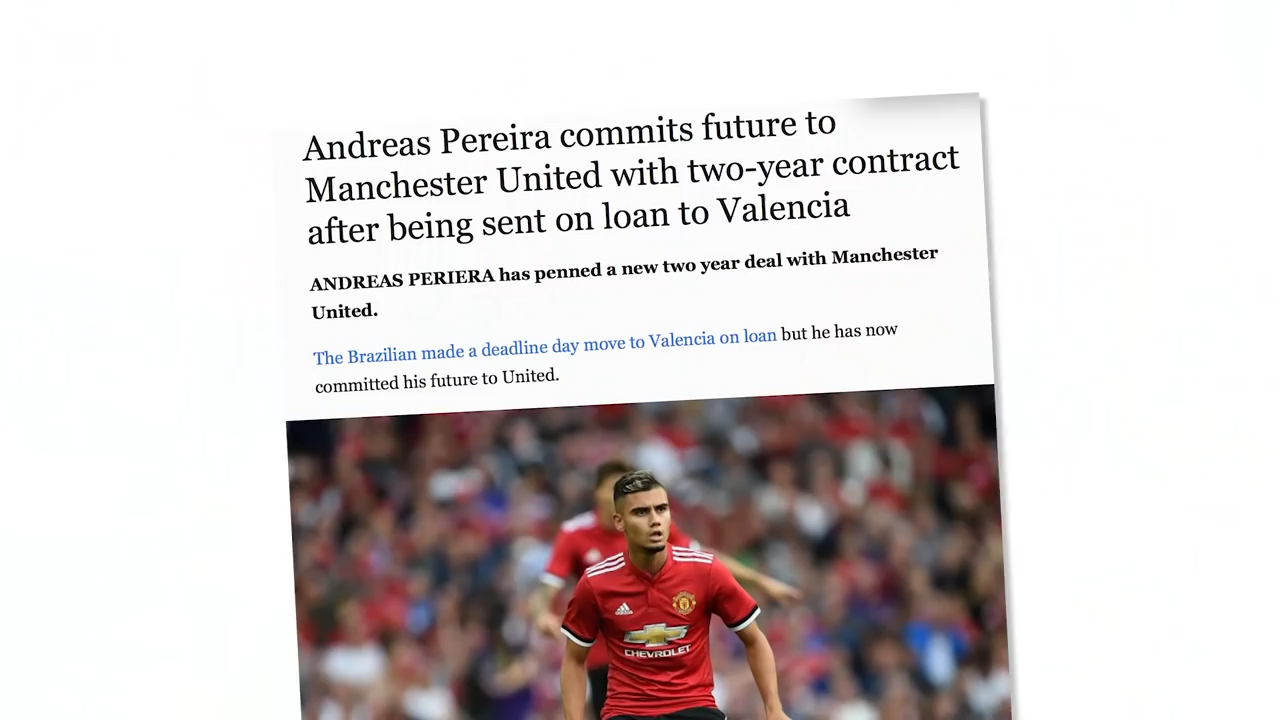 Andreas Pereira commits future to
Manchester United with two-year contract
after being sent on loan to Valencia
ANDREAS PERIERA has penned a new two year deal with Manchester
United.
The Brazilian made a deadline day move to Valencia on loan but he has now
committed his future to United.
CHEVROLET